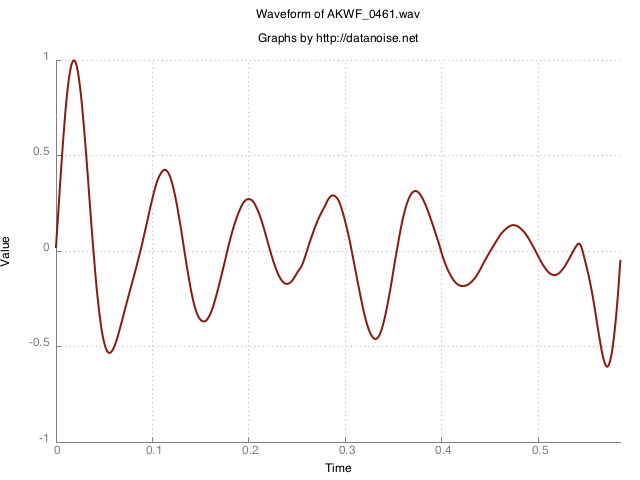 Waveform of AKWF_0461.wav
Graphs by http://datanoise.net
1
0.5
0
-0.5
-1
Value
0 0.1 0.2 0.3 0.4 0.5
Time